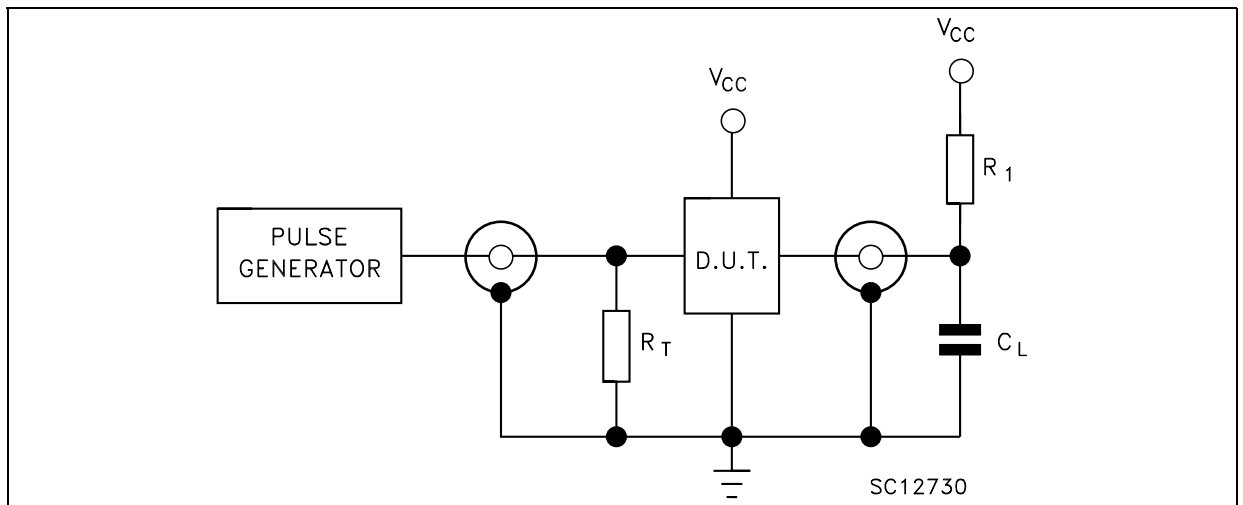 VCC
VCC
R1
PULSE
GENERATOR
D.U.T.
RT
CL
SC12730